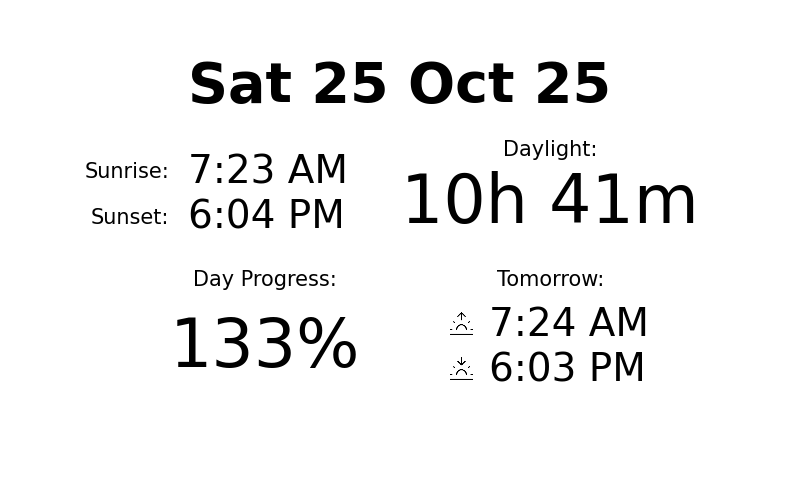 Sat 25 Oct 25
Sunrise: 7:23 AM
Sunset: 6:04 PM
Daylight:
10h 41m
Day Progress:
133%
Tomorrow:
7:24 AM
6:03 PM